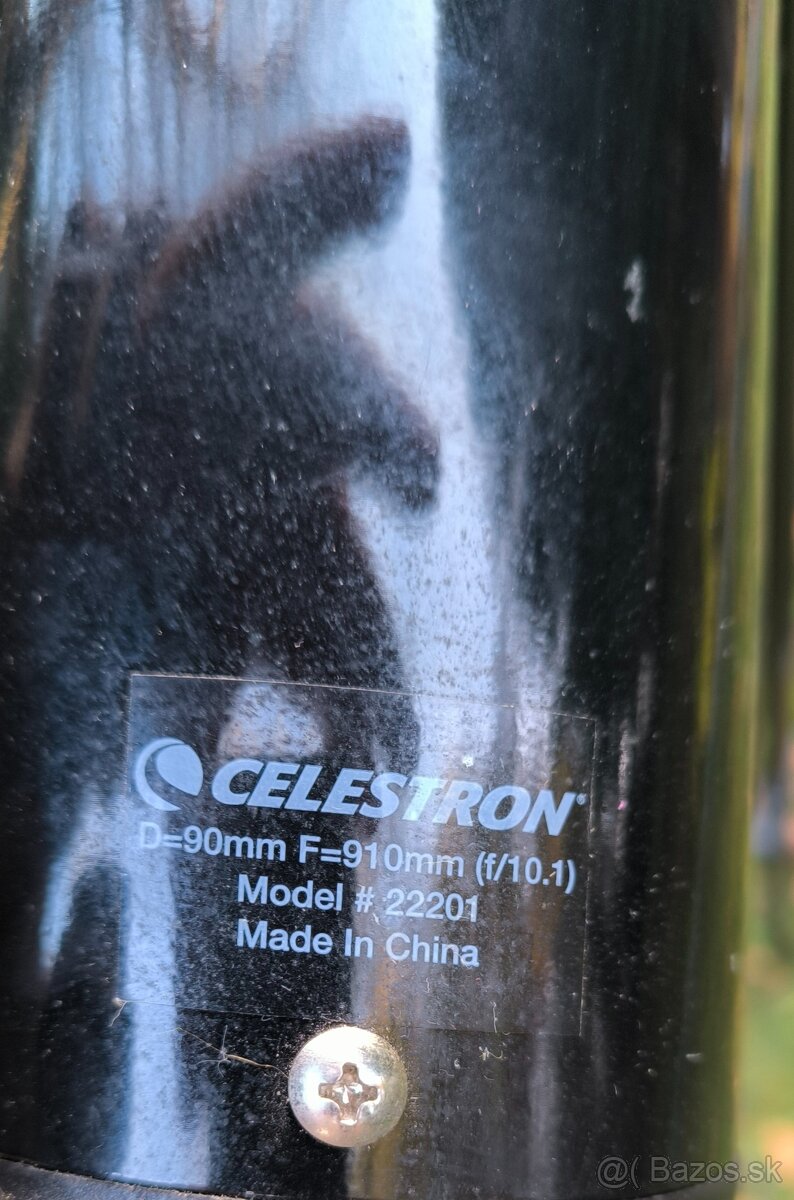 CELESTRON®
D=90mm F=910mm (f/10.1)
Model # 22201
Made In China
@( Bazos.sk